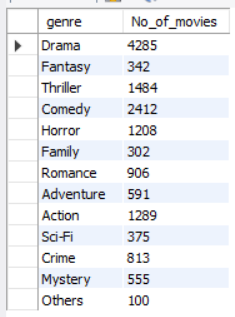 genre No_of_movies
Drama 4285
Fantasy 342
Thriller 1484
Comedy 2412
Horror 1208
Family 302
Romance 906
Adventure 591
Action 1289
Sci-Fi 375
Crime 813
Mystery 555
Others 100